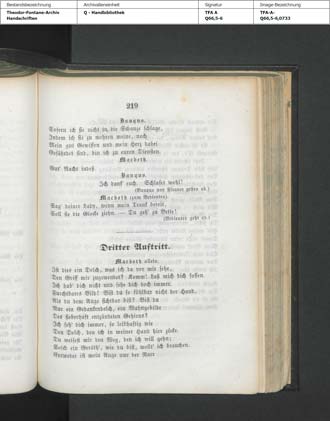 Bestandsbezeichnung
Archivalieneinheit
Signatur
Image-Bezeichnung
Theodor-Fontane-Archiv
Handschriften
Q - Handbibliothek
TFA A
Q66,5-6
TFA-A-
Q66,5-6,0733
219
Banquo.
Sofern ich sie nicht in die Schanze schlage,
Indem ich sie zu mehren meine, noch
Mein gut Gewissen und mein Herz dabei
Gefährdet sind, bin ich zu euren Diensten.
Macbeth.
Gut' Nacht indeß.
Banquo.
Ich dank' euch. Schlafet wohl!
(Banquo und Fleance gehen ab.)
Macbeth (zum Bedienten)
Sag deiner Lady, wenn mein Trank bereit,
Soll sie die Glocke ziehn. — Du geh' zu Bette!
(Bedienter geht ab.)
Dritter Auftritt.
Macbeth allein.
Ist dies ein Dolch, was ich da vor mir sehe,
Den Griff mir zugewendet? Komm! laß mich dich fassen.
Ich hab' dich nicht und sehe dich doch immer.
Furchtbares Bild! Bist du so fühlbar nicht der Hand,
Als du dem Auge sichtbar bist? Bist du
Nur ein Gedankendolch, ein Wahngebilde
Des fieberhaft entzündeten Gehirns?
Ich seh' dich immer, so leibhaftig wie
Den Dolch, den ich in meiner Hand hier zücke.
Du weisest mir den Weg, den ich will gehn;
Solch ein Geräth', wie du bist, wollt' ich brauchen.
Entweder ist mein Auge nur der Narr